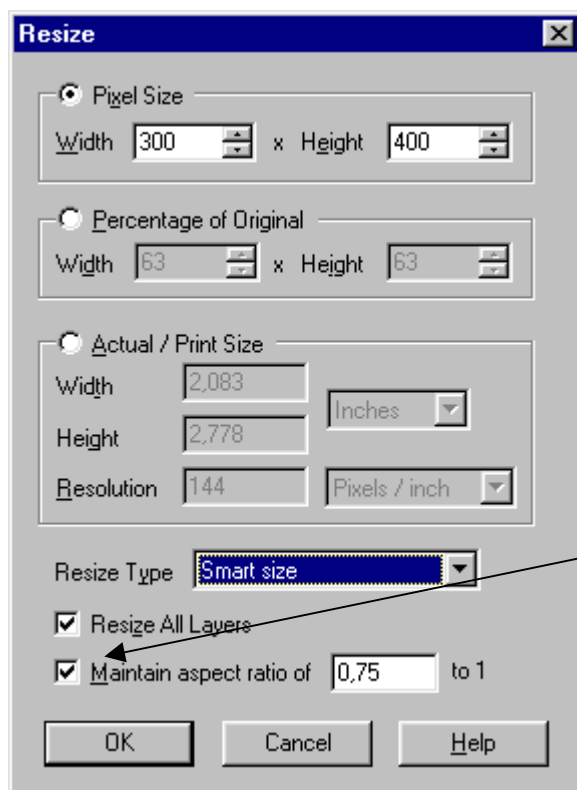 Resize
Pixel Size
Width 300 x Height 400
Percentage of Original
Width 63 x Height 63
Actual / Print Size
Width 2,083
Inches
Height 2,778
Resolution 144 Pixels / inch
Resize Type Smart size
Resize All Layers
Maintain aspect ratio of 0,75 to 1
OK Cancel Help